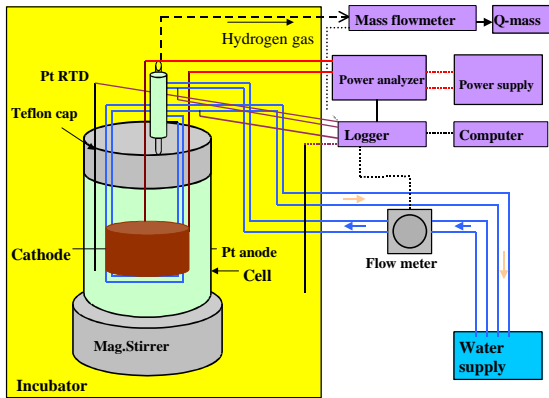 Mass flowmeter
Q-mass
Hydrogen gas
Pt RTD
Power analyzer
Power supply
Teflon cap
Logger
Computer
Cathode
Pt anode
Cell
Flow meter
Mag.Stirrer
Water
supply
Incubator